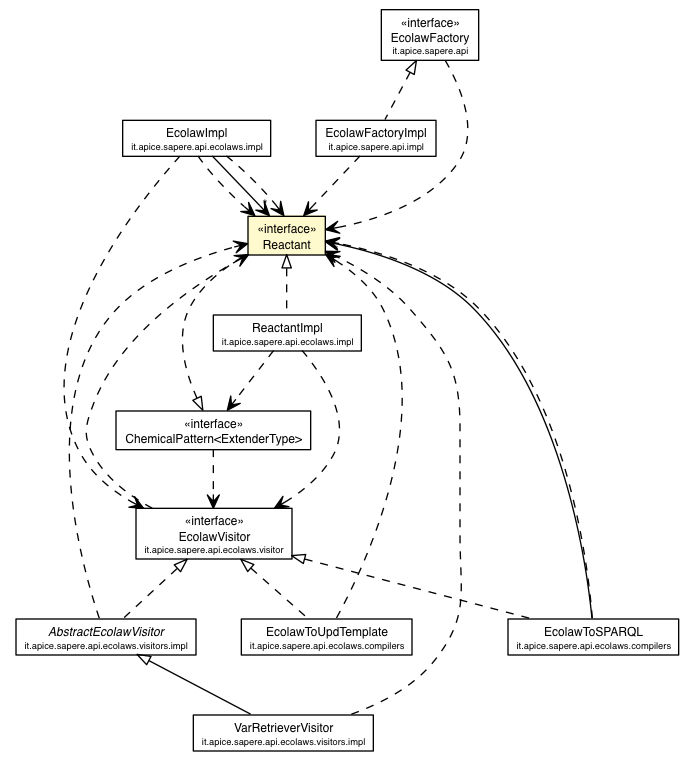 «interface»
EcolawFactory
it.apice.sapere.api
EcolawImpl
it.apice.sapere.api.ecolaws.impl
EcolawFactoryImpl
it.apice.sapere.api.impl
«interface»
Reactant
ReactantImpl
it.apice.sapere.api.ecolaws.impl
«interface»
ChemicalPattern<ExtenderType>
«interface»
EcolawVisitor
it.apice.sapere.api.ecolaws.visitor
AbstractEcolawVisitor
it.apice.sapere.api.ecolaws.visitors.impl
EcolawToUpdTemplate
it.apice.sapere.api.ecolaws.compilers
EcolawToSPARQL
it.apice.sapere.api.ecolaws.compilers
VarRetrieverVisitor
it.apice.sapere.api.ecolaws.visitors.impl